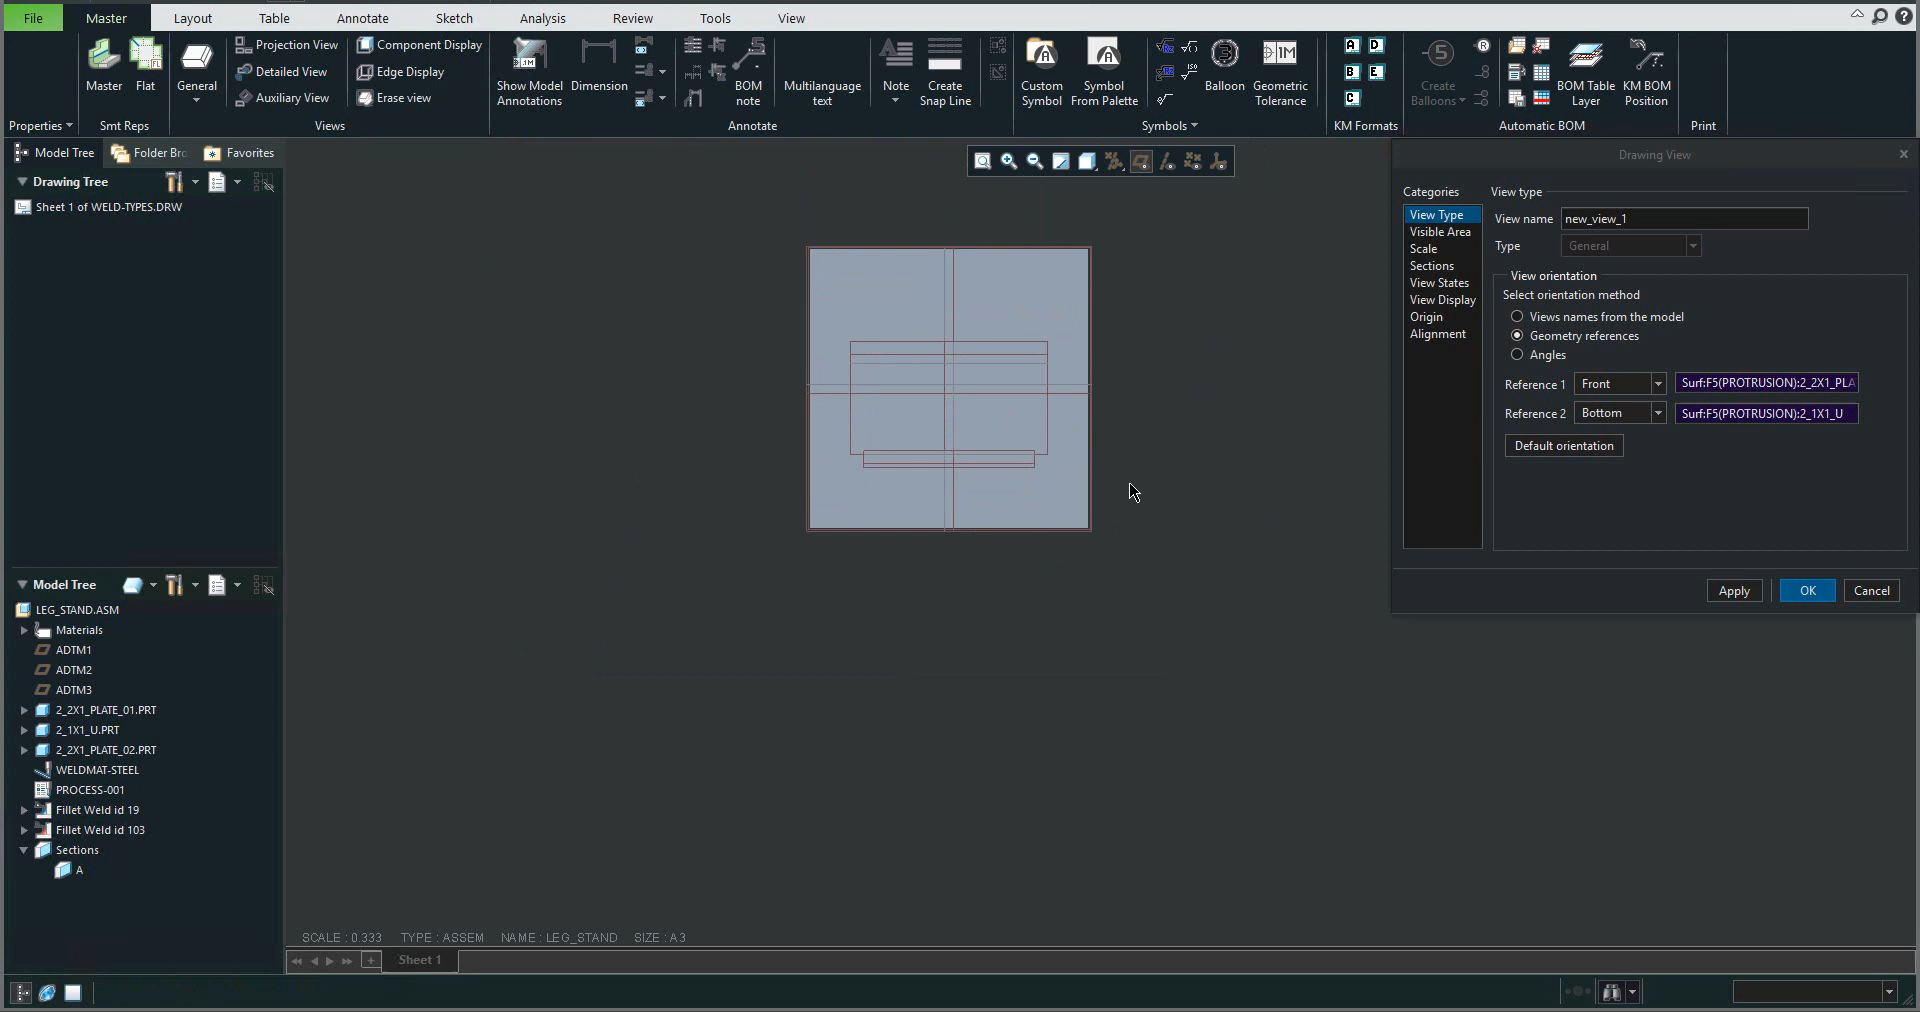 File Master Layout Table Annotate Sketch Analysis Review Tools View
Projection View Component Display
Detailed View Edge Display
Auxiliary View Erase view
Master Flat General
Show Model Annotations Dimension
BOM note
Multilanguage text
Note Create Snap Line
Custom Symbol Symbol From Palette
Balloon Geometric Tolerance
Create Balloons
BOM Table Layer KM BOM Position
A D
B E
C
Properties Smt Reps Views Annotate Symbols KM Formats Automatic BOM Print
Model Tree Folder Bro Favorites
Drawing Tree
Sheet 1 of WELD-TYPES.DRW
Model Tree
LEG_STAND.ASM
Materials
ADTM1
ADTM2
ADTM3
2_2X1_PLATE_01.PRT
2_1X1_U.PRT
2_2X1_PLATE_02.PRT
WELDMAT-STEEL
PROCESS-001
Fillet Weld id 19
Fillet Weld id 103
Sections
A
Drawing View
Categories
View Type
Visible Area
Scale
Sections
View States
View Display
Origin
Alignment
View type
View name new_view_1
Type General
View orientation
Select orientation method
Views names from the model
Geometry references
Angles
Reference 1 Front Surf:F5(PROTRUSION):2_2X1_PLA
Reference 2 Bottom Surf:F5(PROTRUSION):2_1X1_U
Default orientation
Apply OK Cancel
SCALE : 0.333 TYPE : ASSEM NAME : LEG_STAND SIZE : A3
Sheet 1